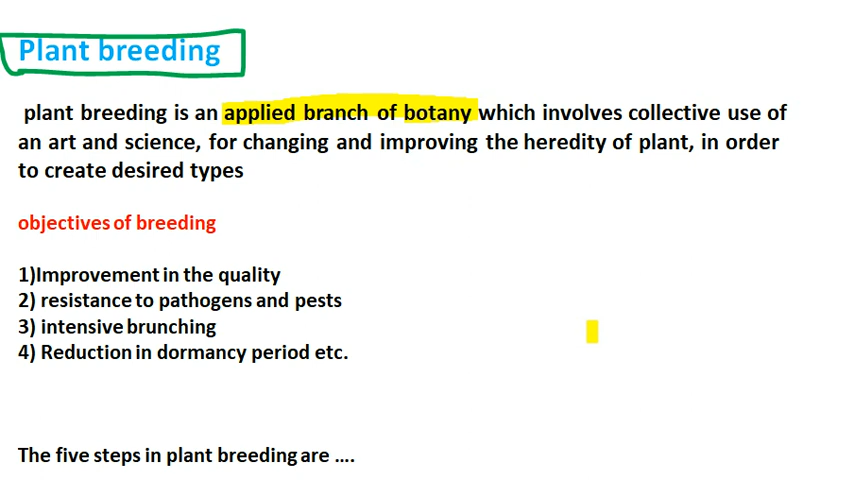 Plant breeding
plant breeding is an applied branch of botany which involves collective use of
an art and science, for changing and improving the heredity of plant, in order
to create desired types
objectives of breeding
1)Improvement in the quality
2) resistance to pathogens and pests
3) intensive brunching
4) Reduction in dormancy period etc.
The five steps in plant breeding are ....